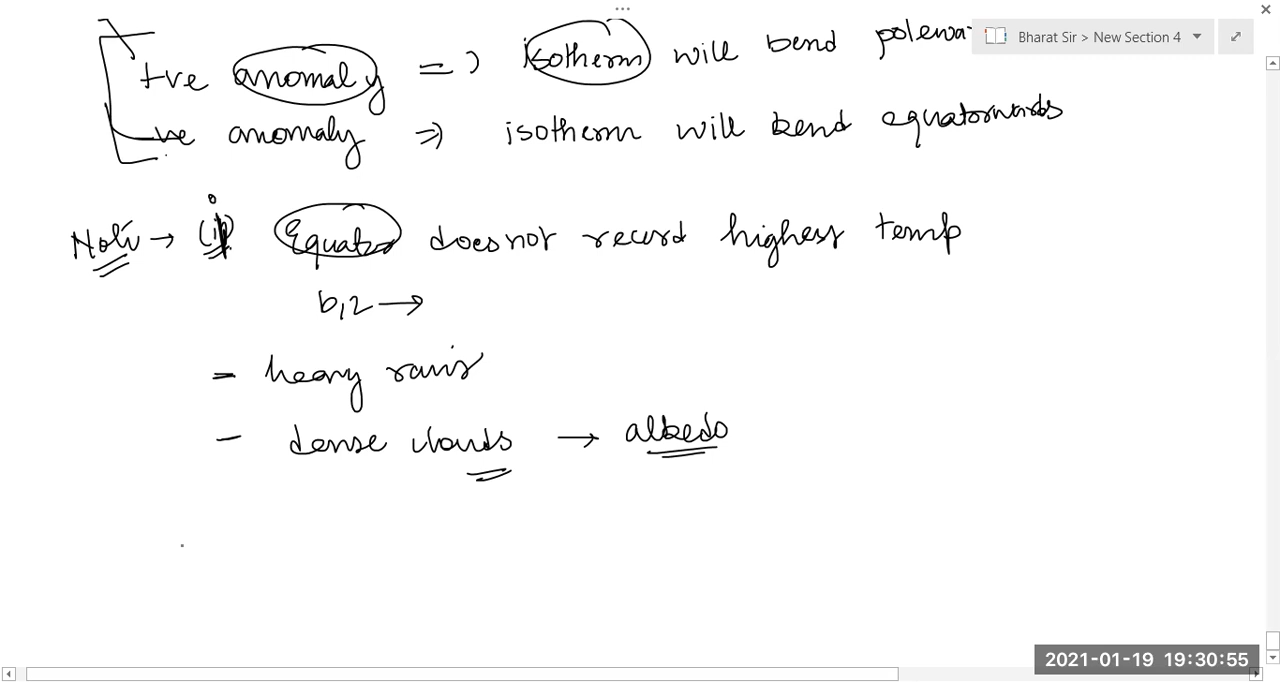 ...
×
Bharat Sir > New Section 4
+ve anomaly => isotherm will bend polewa
-ve anomaly => isotherm will bend equatorwards
Note → (i) Equator does not record highest temp
b/z →
= heavy rains
- dense clouds → albedo
2021-01-19 19:30:55